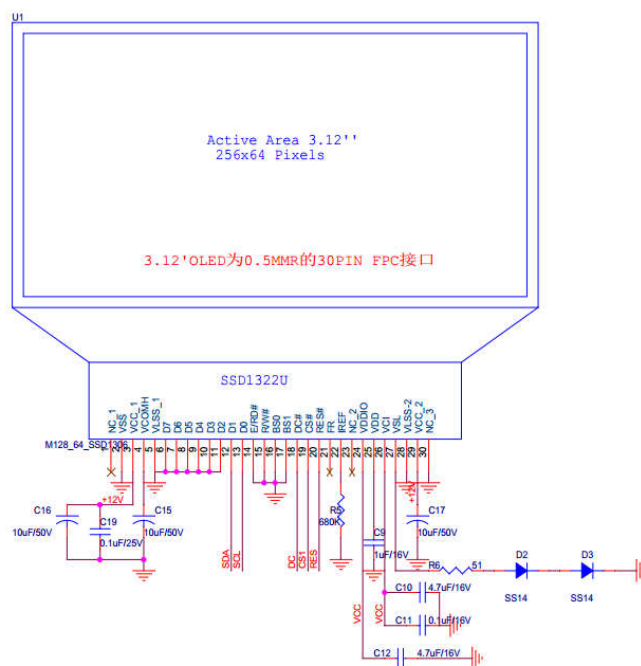 U1
Active Area 3.12''
256x64 Pixels
3.12'OLED为0.5MMR的30PIN FPC接口
SSD1322U
NC_1
VSS
VCC_1
VCOMH
VLSS_1
D7
D6
D5
D4
D3
D2
D1
D0
E/RD#
R/W#
BS0
BS1
DC#
CS#
RES#
FR
IREF
NC_2
VDDIO
VDD
VCI
VSL
VLSS-2
VCC_2
NC_3
M128_64_SSD1306
1
2
3
4
5
6
7
8
9
10
11
12
13
14
15
16
17
18
19
20
21
22
23
24
25
26
27
28
29
30
+12V
+12V
C16
10uF/50V
C19
0.1uF/25V
C15
10uF/50V
SDA
SCL
DC
CS1
RES
R5
680K
C9
1uF/16V
C17
10uF/50V
R6
51
D2
SS14
D3
SS14
VCC
VCC
C10
4.7uF/16V
C11
0.1uF/16V
C12
4.7uF/16V